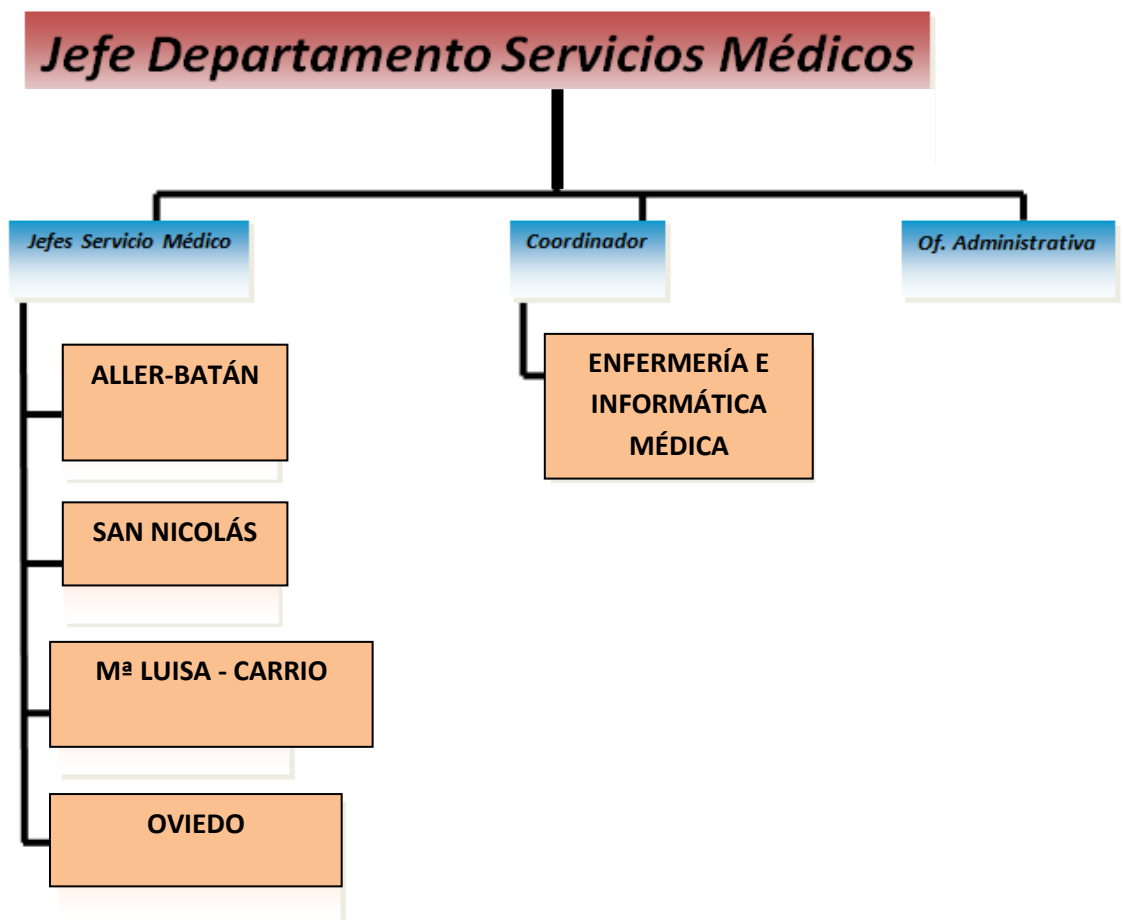 Jefe Departamento Servicios Médicos
Jefes Servicio Médico
Coordinador
Of. Administrativa
ALLER-BATÁN
ENFERMERÍA E
INFORMÁTICA
MÉDICA
SAN NICOLÁS
Mª LUISA - CARRIO
OVIEDO